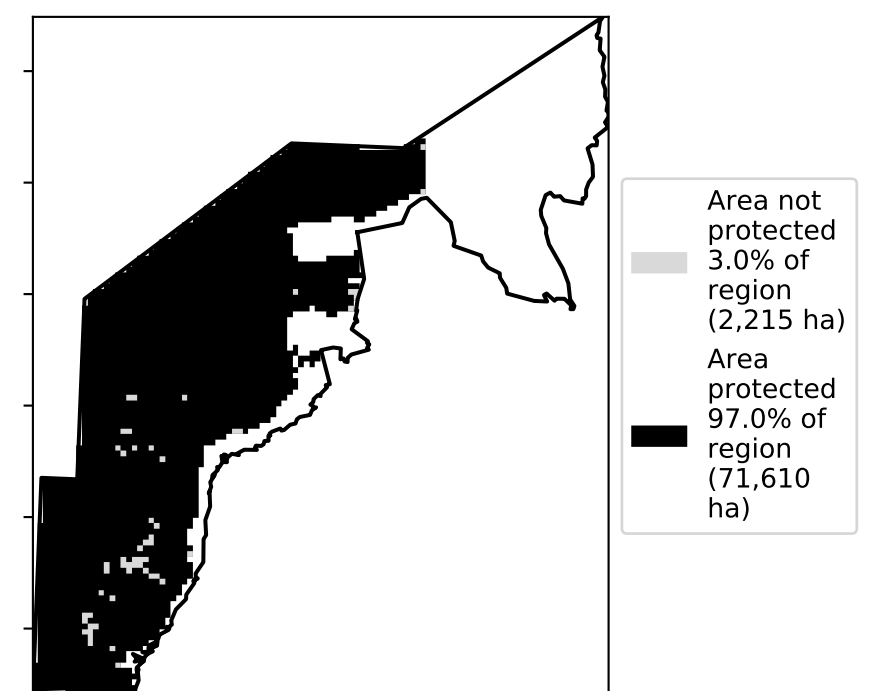 Area not
protected
3.0% of
region
(2,215 ha)
Area
protected
97.0% of
region
(71,610
ha)